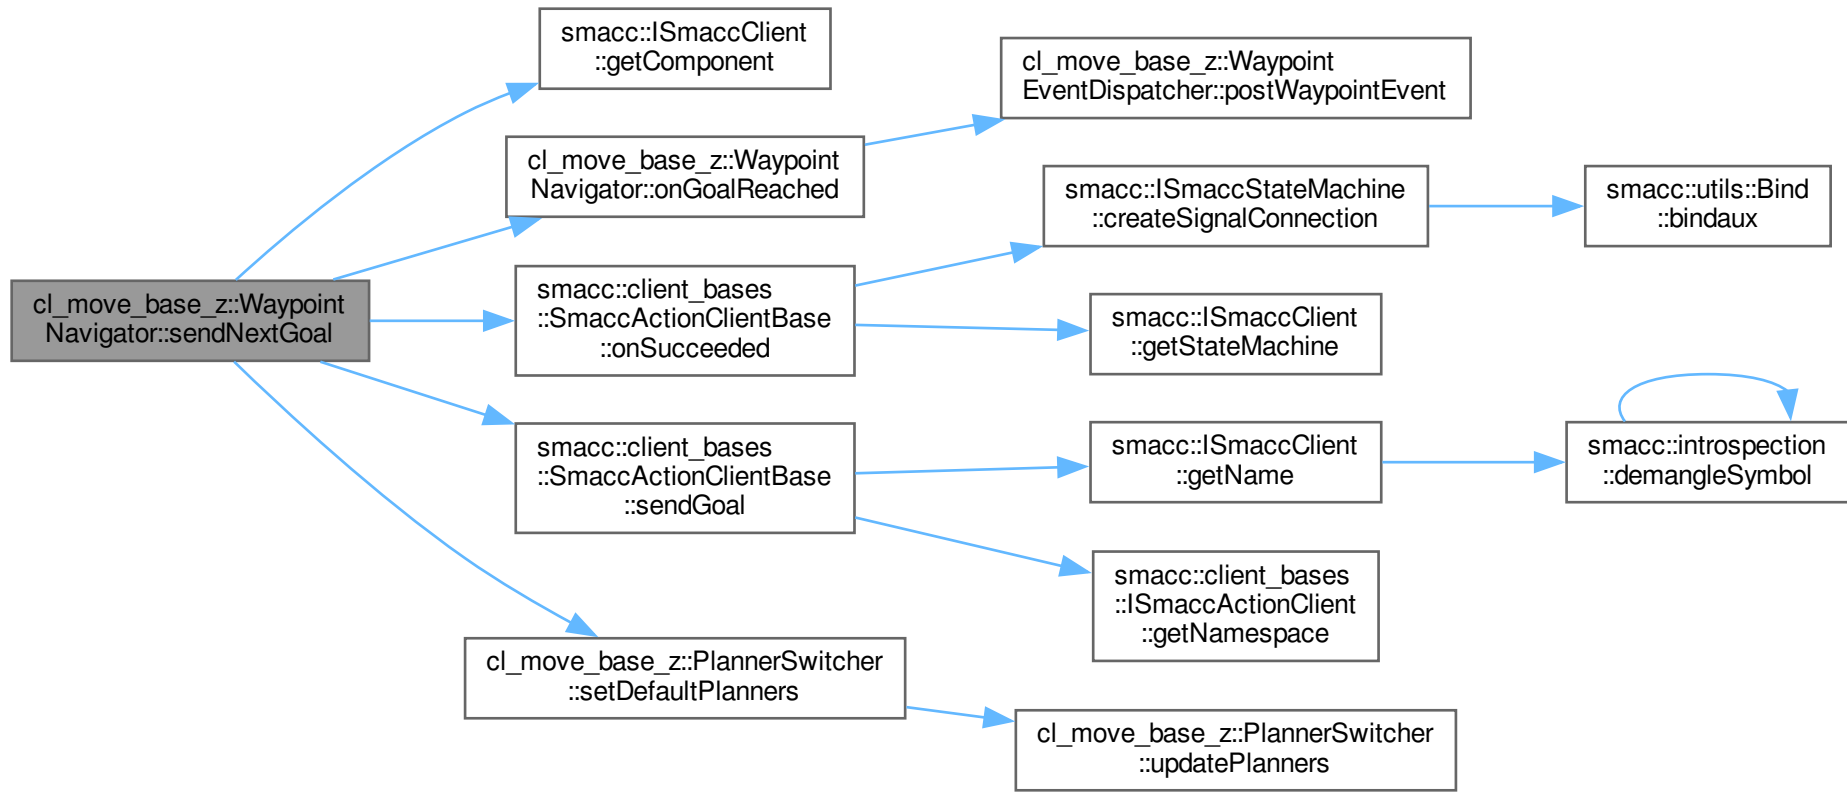 smacc::ISmaccClient
::getComponent
cl_move_base_z::Waypoint
EventDispatcher::postWaypointEvent
cl_move_base_z::Waypoint
Navigator::onGoalReached
smacc::ISmaccStateMachine
::createSignalConnection
smacc::utils::Bind
::bindaux
cl_move_base_z::Waypoint
Navigator::sendNextGoal
smacc::client_bases
::SmaccActionClientBase
::onSucceeded
smacc::ISmaccClient
::getStateMachine
smacc::client_bases
::SmaccActionClientBase
::sendGoal
smacc::ISmaccClient
::getName
smacc::introspection
::demangleSymbol
smacc::client_bases
::ISmaccActionClient
::getNamespace
cl_move_base_z::PlannerSwitcher
::setDefaultPlanners
cl_move_base_z::PlannerSwitcher
::updatePlanners